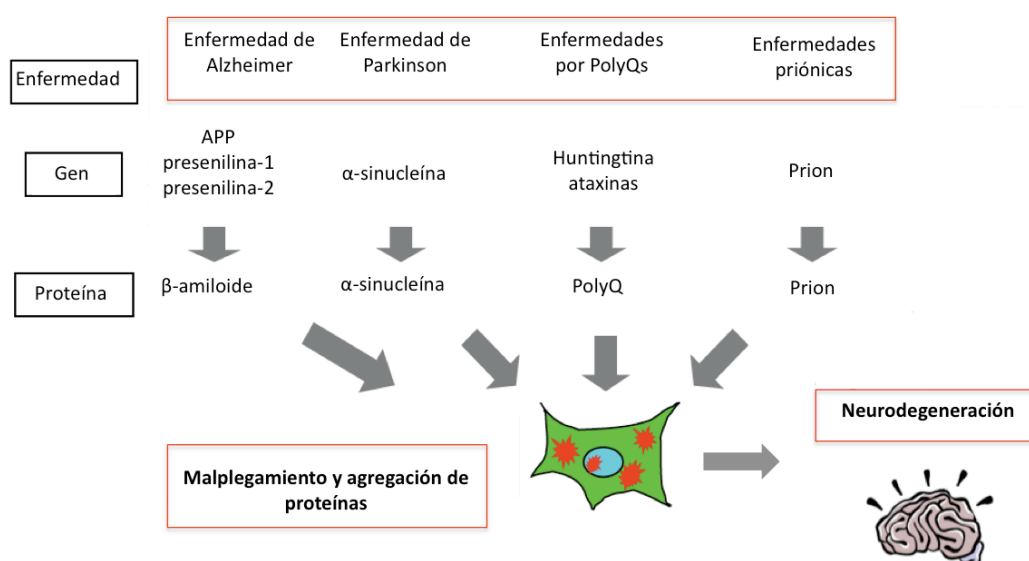 Enfermedad
Enfermedad de
Alzheimer
Enfermedad de
Parkinson
Enfermedades
por PolyQs
Enfermedades
priónicas
Gen
APP
presenilina-1
presenilina-2
α-sinucleína
Huntingtina
ataxinas
Prion
Proteína
β-amiloide
α-sinucleína
PolyQ
Prion
Malplegamiento y agregación de
proteínas
Neurodegeneración